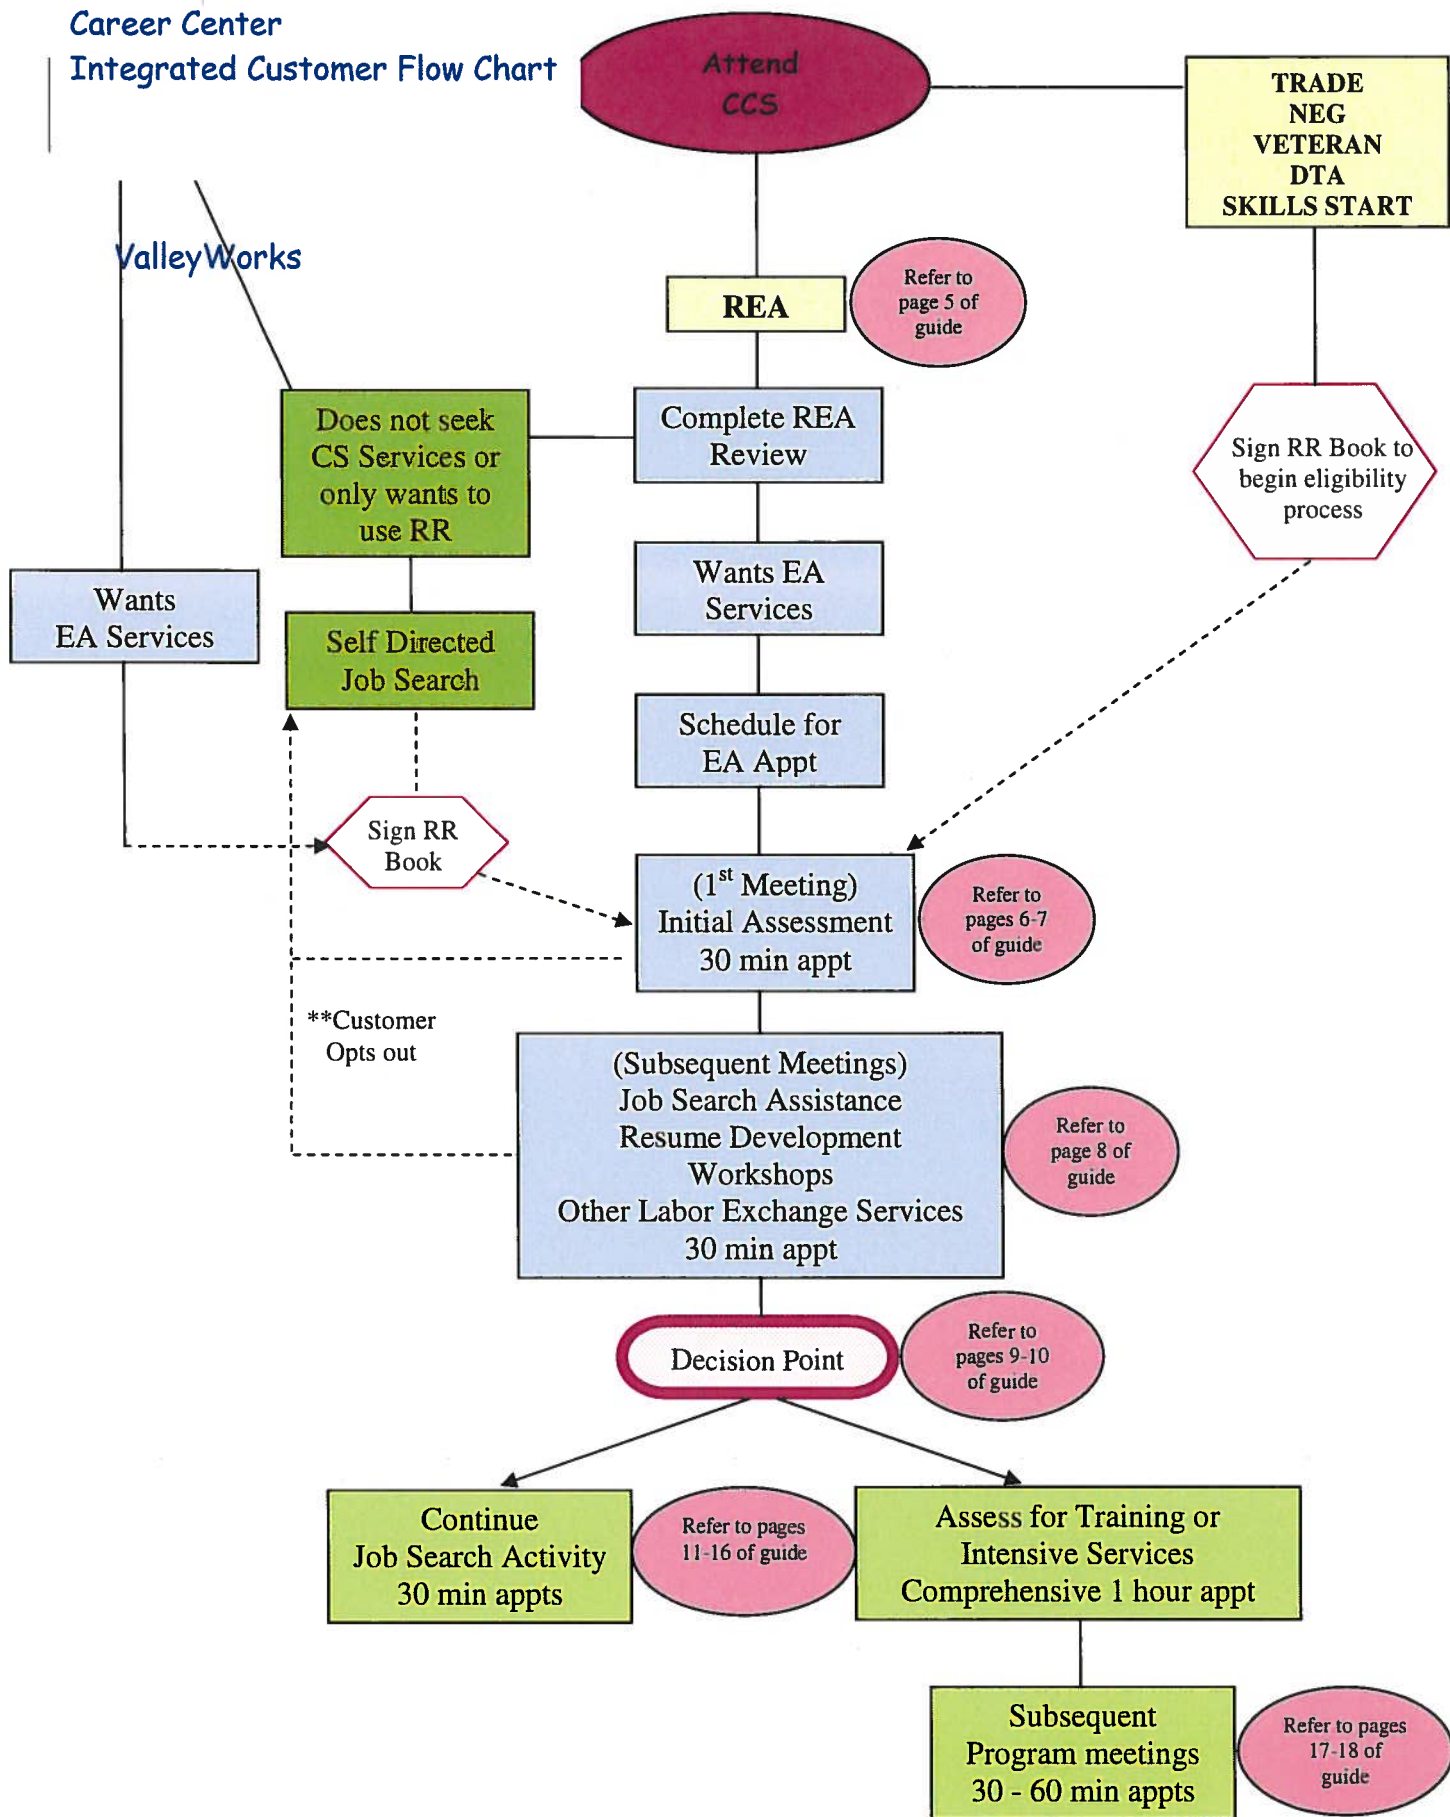 Career Center
Integrated Customer Flow Chart
Attend
CCS
TRADE
NEG
VETERAN
DTA
SKILLS START
ValleyWorks
REA
Refer to
page 5 of
guide
Does not seek
CS Services or
only wants to
use RR
Complete REA
Review
Sign RR Book to
begin eligibility
process
Wants
EA Services
Wants EA
Services
Self Directed
Job Search
Schedule for
EA Appt
Sign RR
Book
(1st Meeting)
Initial Assessment
30 min appt
Refer to
pages 6-7
of guide
**Customer
Opts out
(Subsequent Meetings)
Job Search Assistance
Resume Development
Workshops
Other Labor Exchange Services
30 min appt
Refer to
page 8 of
guide
Decision Point
Refer to
pages 9-10
of guide
Continue
Job Search Activity
30 min appts
Refer to pages
11-16 of guide
Assess for Training or
Intensive Services
Comprehensive 1 hour appt
Subsequent
Program meetings
30 - 60 min appts
Refer to pages
17-18 of
guide